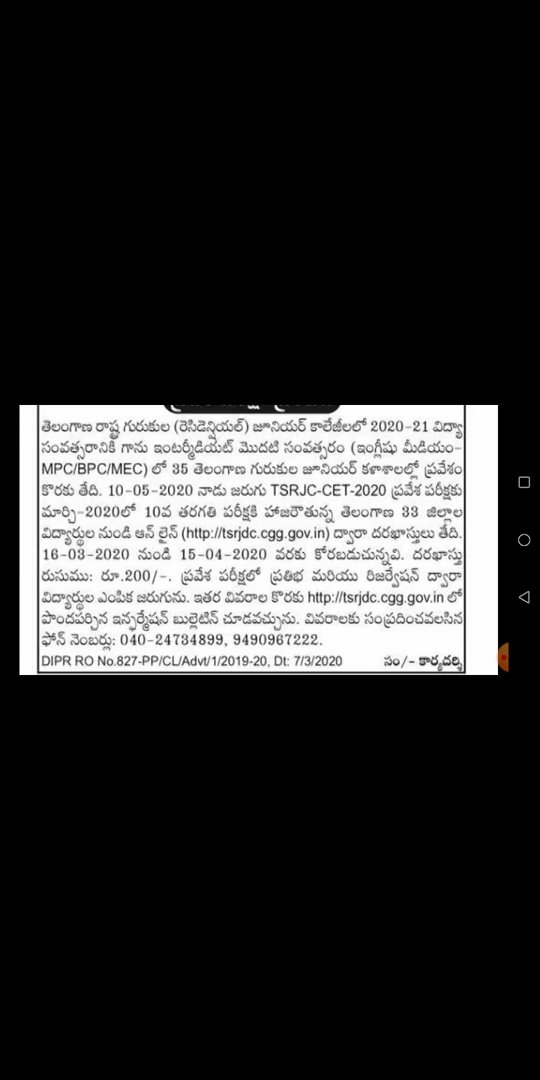 తెలంగాణ రాష్ట్ర గురుకుల (రెసిడెన్షియల్) జూనియర్ కాలేజీలలో 2020-21 విద్యా
సంవత్సరానికి గాను ఇంటర్మీడియట్ మొదటి సంవత్సరం (ఇంగ్లీషు మీడియం-
MPC/BPC/MEC) లో 35 తెలంగాణ గురుకుల జూనియర్ కళాశాలల్లో ప్రవేశం
కొరకు తేది. 10-05-2020 నాడు జరుగు TSRJC-CET-2020 ప్రవేశ పరీక్షకు
మార్చి-2020లో 10వ తరగతి పరీక్షకి హాజరౌతున్న తెలంగాణ 33 జిల్లాల
విద్యార్థుల నుండి ఆన్ లైన్ (http://tsrjdc.cgg.gov.in) ద్వారా దరఖాస్తులు తేది.
16-03-2020 నుండి 15-04-2020 వరకు కోరబడుచున్నవి. దరఖాస్తు
రుసుము: రూ.200/-. ప్రవేశ పరీక్షలో ప్రతిభ మరియు రిజర్వేషన్ ద్వారా
విద్యార్థుల ఎంపిక జరుగును. ఇతర వివరాల కొరకు http://tsrjdc.cgg.gov.in లో
పొందపర్చిన ఇన్ఫర్మేషన్ బుల్లెటిన్ చూడవచ్చును. వివరాలకు సంప్రదించవలసిన
ఫోన్ నెంబర్లు: 040-24734899, 9490967222.
DIPR RO No.827-PP/CL/Advt/1/2019-20, Dt: 7/3/2020 సం/- కార్యదర్శి